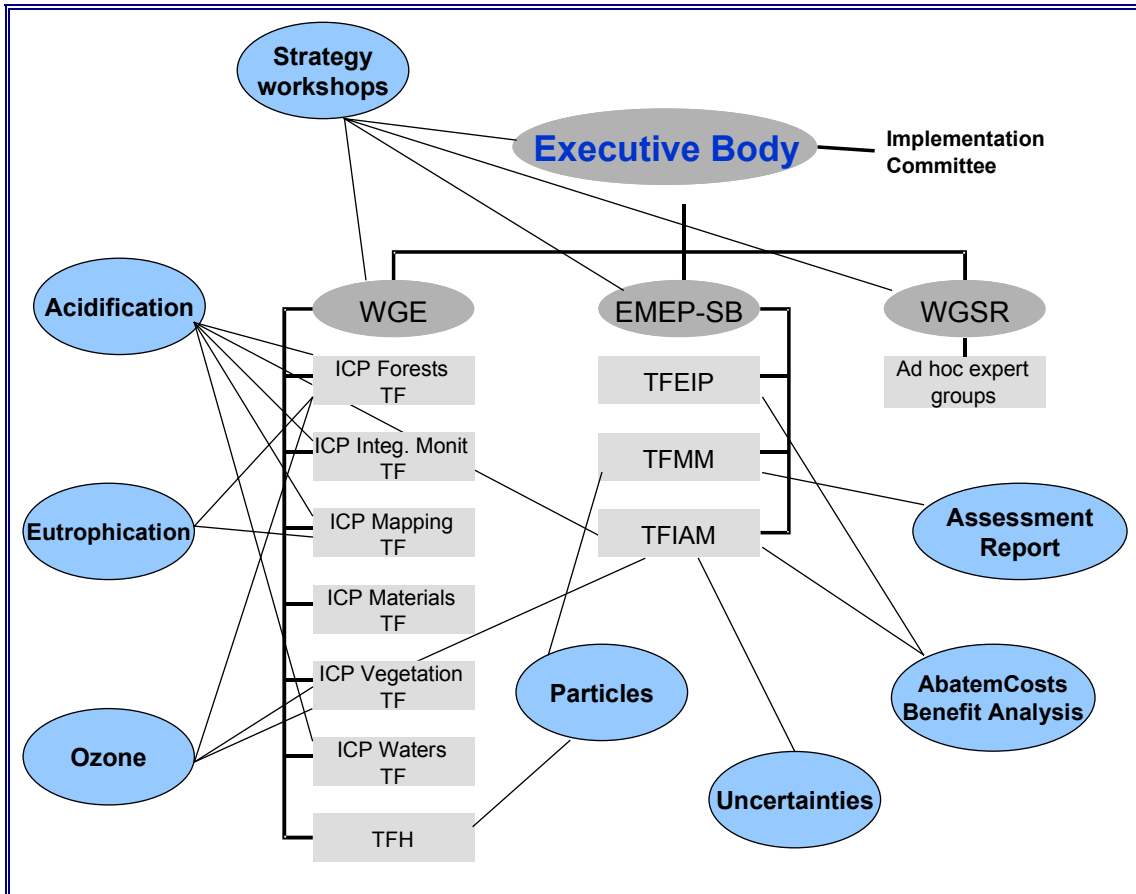 Strategy
workshops
Executive Body
Implementation
Committee
Acidification
WGE
EMEP-SB
WGSR
ICP Forests
TF
TFEIP
Ad hoc expert
groups
ICP Integ. Monit
TF
TFMM
Eutrophication
ICP Mapping
TF
TFIAM
Assessment
Report
ICP Materials
TF
ICP Vegetation
TF
Particles
AbatemCosts
Benefit Analysis
Ozone
ICP Waters
TF
Uncertainties
TFH